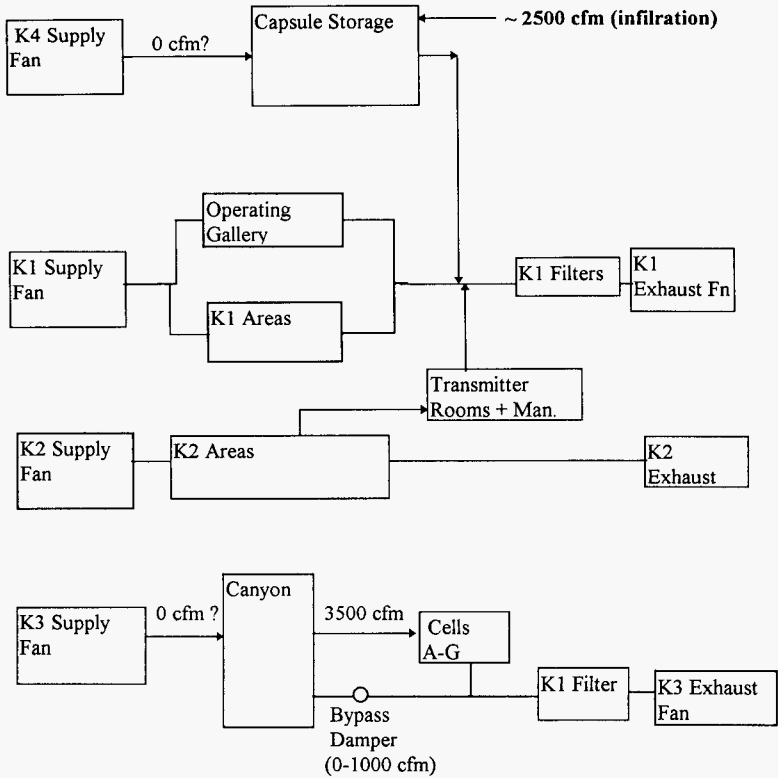 K4 Supply
Fan
0 cfm?
Capsule Storage
~ 2500 cfm (infilration)
Operating
Gallery
K1 Supply
Fan
K1 Areas
K1 Filters
K1
Exhaust Fn
Transmitter
Rooms + Man.
K2 Supply
Fan
K2 Areas
K2
Exhaust
K3 Supply
Fan
0 cfm ?
Canyon
3500 cfm
Cells
A-G
K1 Filter
K3 Exhaust
Fan
Bypass
Damper
(0-1000 cfm)